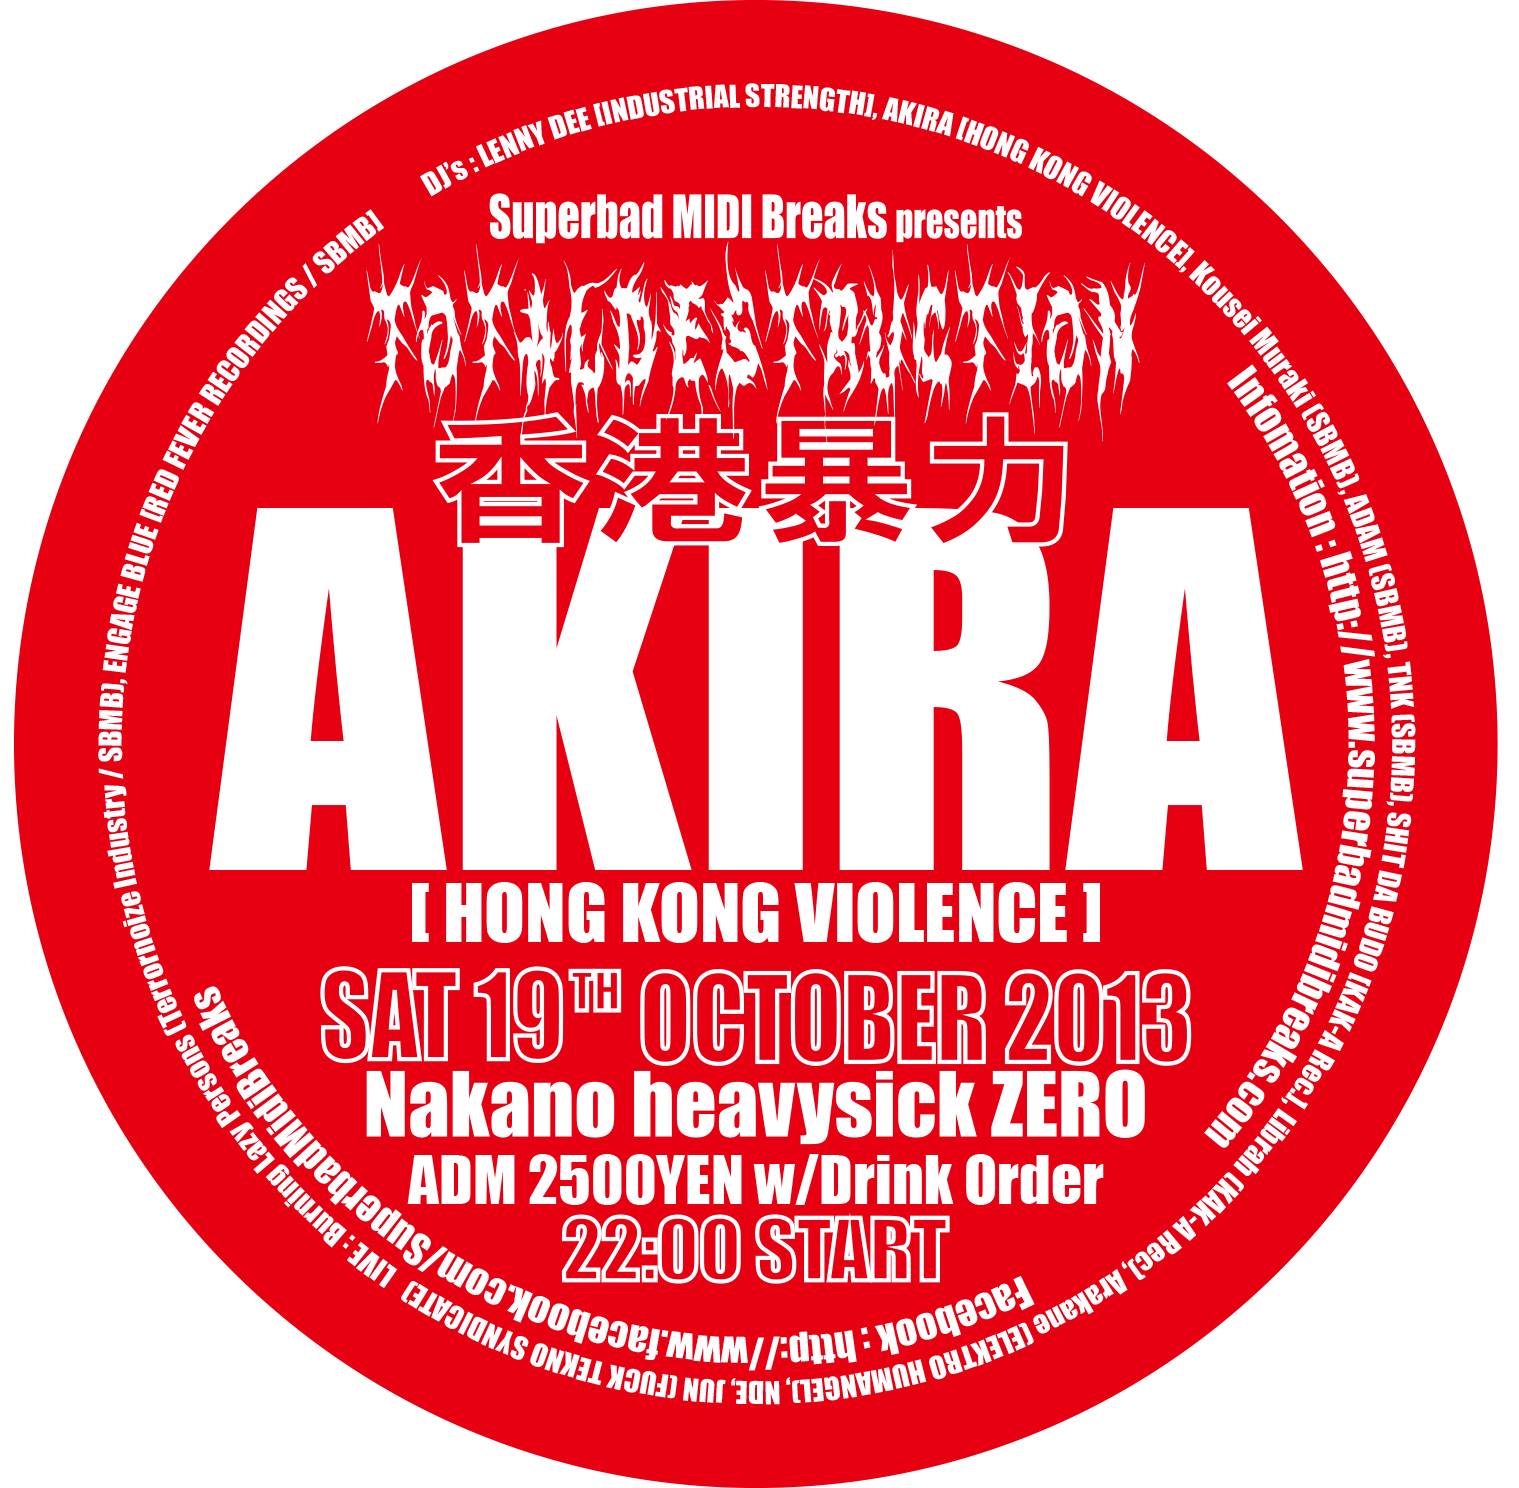 DJ's : LENNY DEE [INDUSTRIAL STRENGTH], AKIRA [HONG KONG VIOLENCE], Kousei Muraki [SBMB], ADAM [SBMB], TNK [SBMB], SHIT DA BUDO [KAK-A Rec.], Librah [KAK-A Rec], Arakane [ELEKTRO HUMANGEL], NDE, JUN [FUCK TEKNO SYNDICATE] LIVE : Burning Lazy Persons [Terrornoize Industry / SBMB], ENGAGE BLUE [RED FEVER RECORDINGS / SBMB]
Superbad MIDI Breaks presents
TOTAL DESTRUCTION
香港暴力
AKIRA
[ HONG KONG VIOLENCE ]
SAT 19TH OCTOBER 2013
Nakano heavysick ZERO
ADM 2500YEN w/Drink Order
22:00 START
Infomation : http://www.superbadmidibreaks.com
Facebook : http://www.facebook.com/SuperbadMidiBreaks